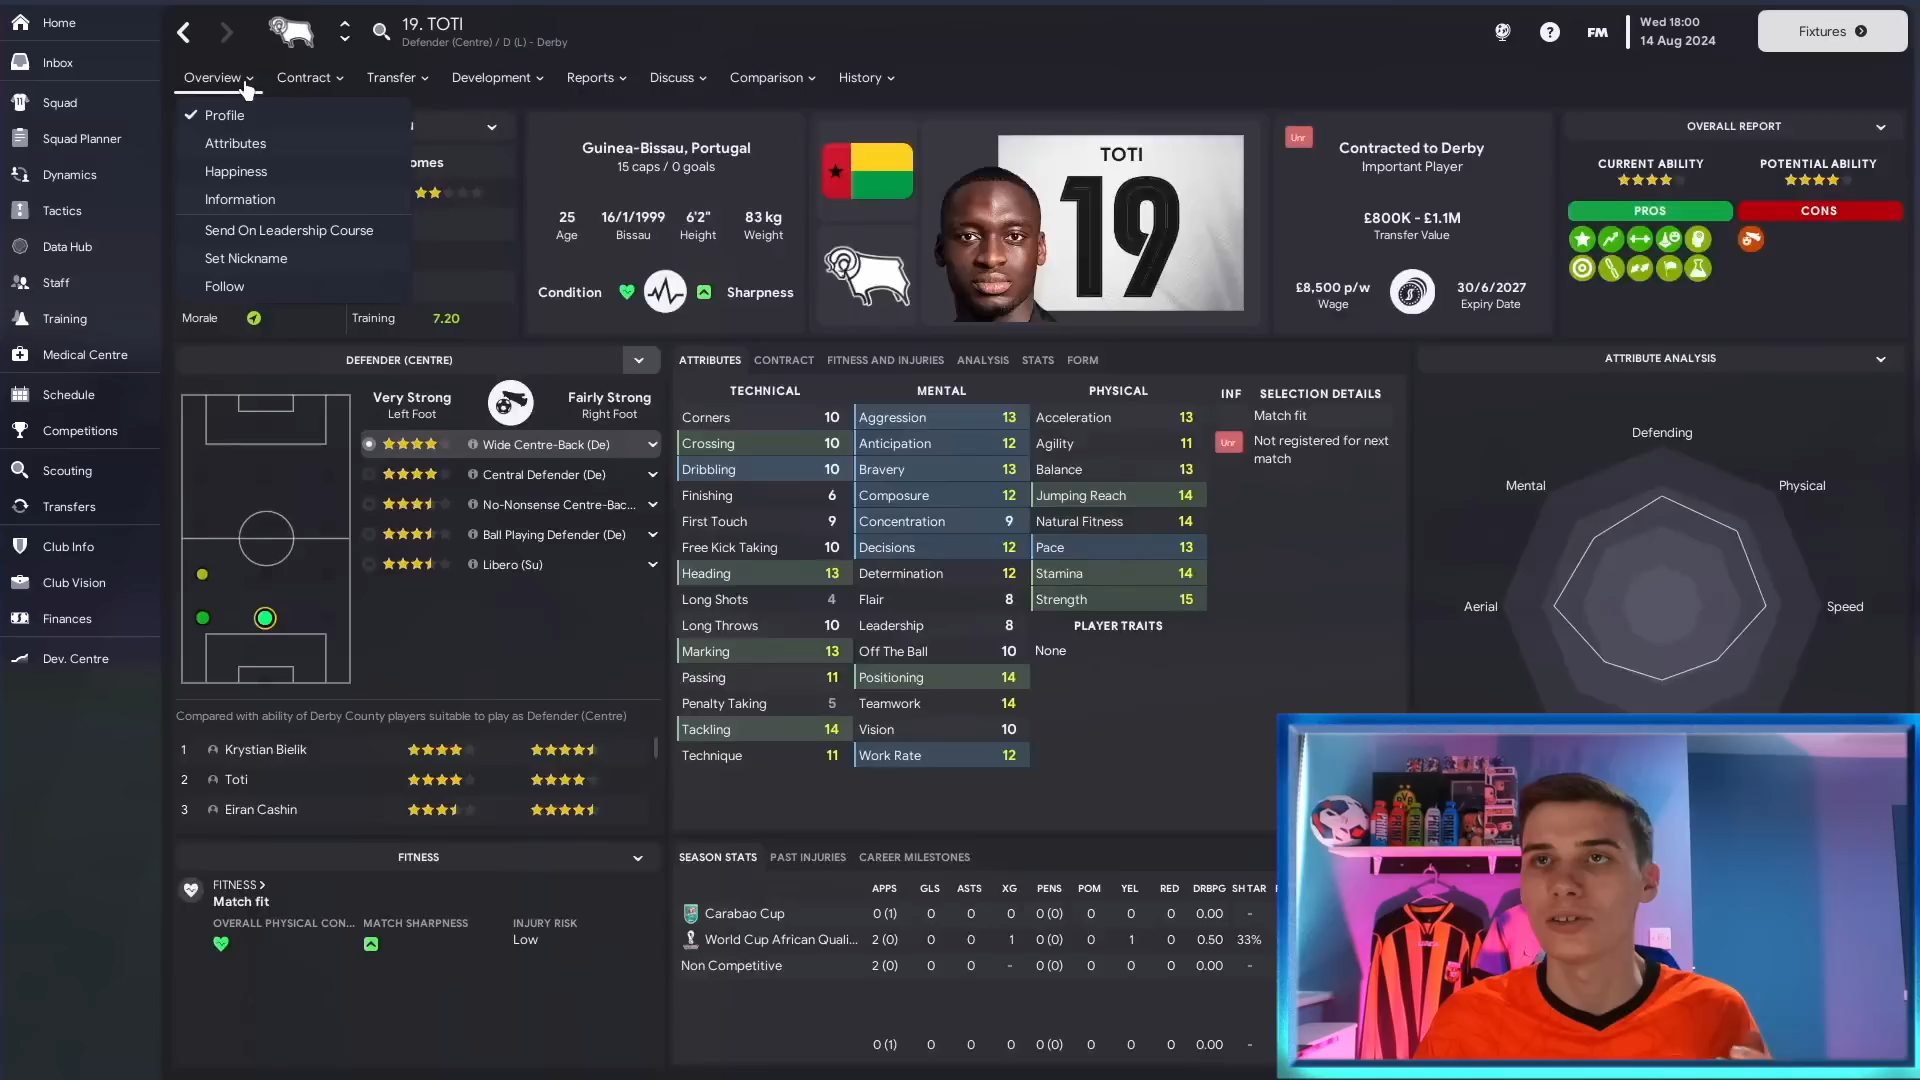 Home
Inbox
Squad
Squad Planner
Dynamics
Tactics
Data Hub
Staff
Training
Medical Centre
Schedule
Competitions
Scouting
Transfers
Club Info
Club Vision
Finances
Dev. Centre
19. TOTI
Defender (Centre) / D (L) - Derby
FM
Wed 18:00
14 Aug 2024
Fixtures
Overview Contract Transfer Development Reports Discuss Comparison History
Profile
Attributes
Happiness
Information
Send On Leadership Course
Set Nickname
Follow
omes
Morale
Training 7.20
Guinea-Bissau, Portugal
15 caps / 0 goals
25 16/1/1999 6'2" 83 kg
Age Bissau Height Weight
Condition Sharpness
TOTI
19
Unr
Contracted to Derby
Important Player
£800K - £1.1M
Transfer Value
£8,500 p/w 30/6/2027
Wage Expiry Date
OVERALL REPORT
CURRENT ABILITY POTENTIAL ABILITY
PROS CONS
DEFENDER (CENTRE)
Very Strong Fairly Strong
Left Foot Right Foot
Wide Centre-Back (De)
Central Defender (De)
No-Nonsense Centre-Bac...
Ball Playing Defender (De)
Libero (Su)
Compared with ability of Derby County players suitable to play as Defender (Centre)
1 Krystian Bielik
2 Toti
3 Eiran Cashin
FITNESS
FITNESS
Match fit
OVERALL PHYSICAL CON... MATCH SHARPNESS INJURY RISK
Low
ATTRIBUTES CONTRACT FITNESS AND INJURIES ANALYSIS STATS FORM
TECHNICAL MENTAL PHYSICAL
Corners 10 Aggression 13 Acceleration 13
Crossing 10 Anticipation 12 Agility 11
Dribbling 10 Bravery 13 Balance 13
Finishing 6 Composure 12 Jumping Reach 14
First Touch 9 Concentration 9 Natural Fitness 14
Free Kick Taking 10 Decisions 12 Pace 13
Heading 13 Determination 12 Stamina 14
Long Shots 4 Flair 8 Strength 15
Long Throws 10 Leadership 8 PLAYER TRAITS
Marking 13 Off The Ball 10 None
Passing 11 Positioning 14
Penalty Taking 5 Teamwork 14
Tackling 14 Vision 10
Technique 11 Work Rate 12
INF SELECTION DETAILS
Match fit
Unr Not registered for next
match
ATTRIBUTE ANALYSIS
Defending
Mental Physical
Aerial Speed
SEASON STATS PAST INJURIES CAREER MILESTONES
APPS GLS ASTS XG PENS POM YEL RED DRBPG SH TAR
Carabao Cup 0 (1) 0 0 0 0 (0) 0 0 0 0.00 -
World Cup African Quali... 2 (0) 0 0 1 0 (0) 0 1 0 0.50 33%
Non Competitive 2 (0) 0 0 - 0 (0) 0 0 0 0.00 -
0 (1) 0 0 0 0 (0) 0 0 0 0.00 -
PRIME PRIME PRIME PRIME